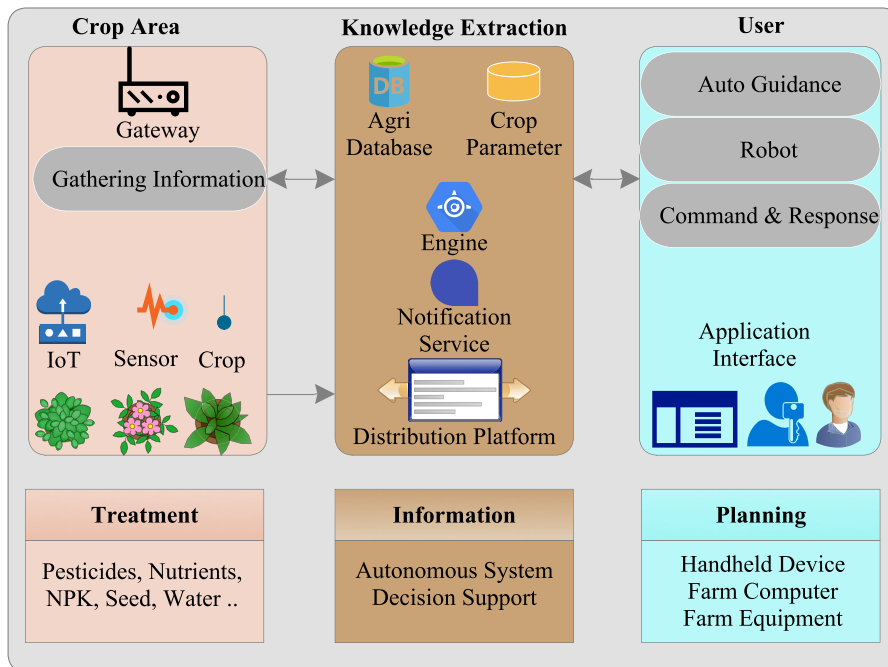 Crop Area
Gateway
Gathering Information
IoT
Sensor
Crop
Knowledge Extraction
DB
Agri
Database
Crop
Parameter
Engine
Notification
Service
Distribution Platform
User
Auto Guidance
Robot
Command & Response
Application
Interface
Treatment
Pesticides, Nutrients,
NPK, Seed, Water ..
Information
Autonomous System
Decision Support
Planning
Handheld Device
Farm Computer
Farm Equipment